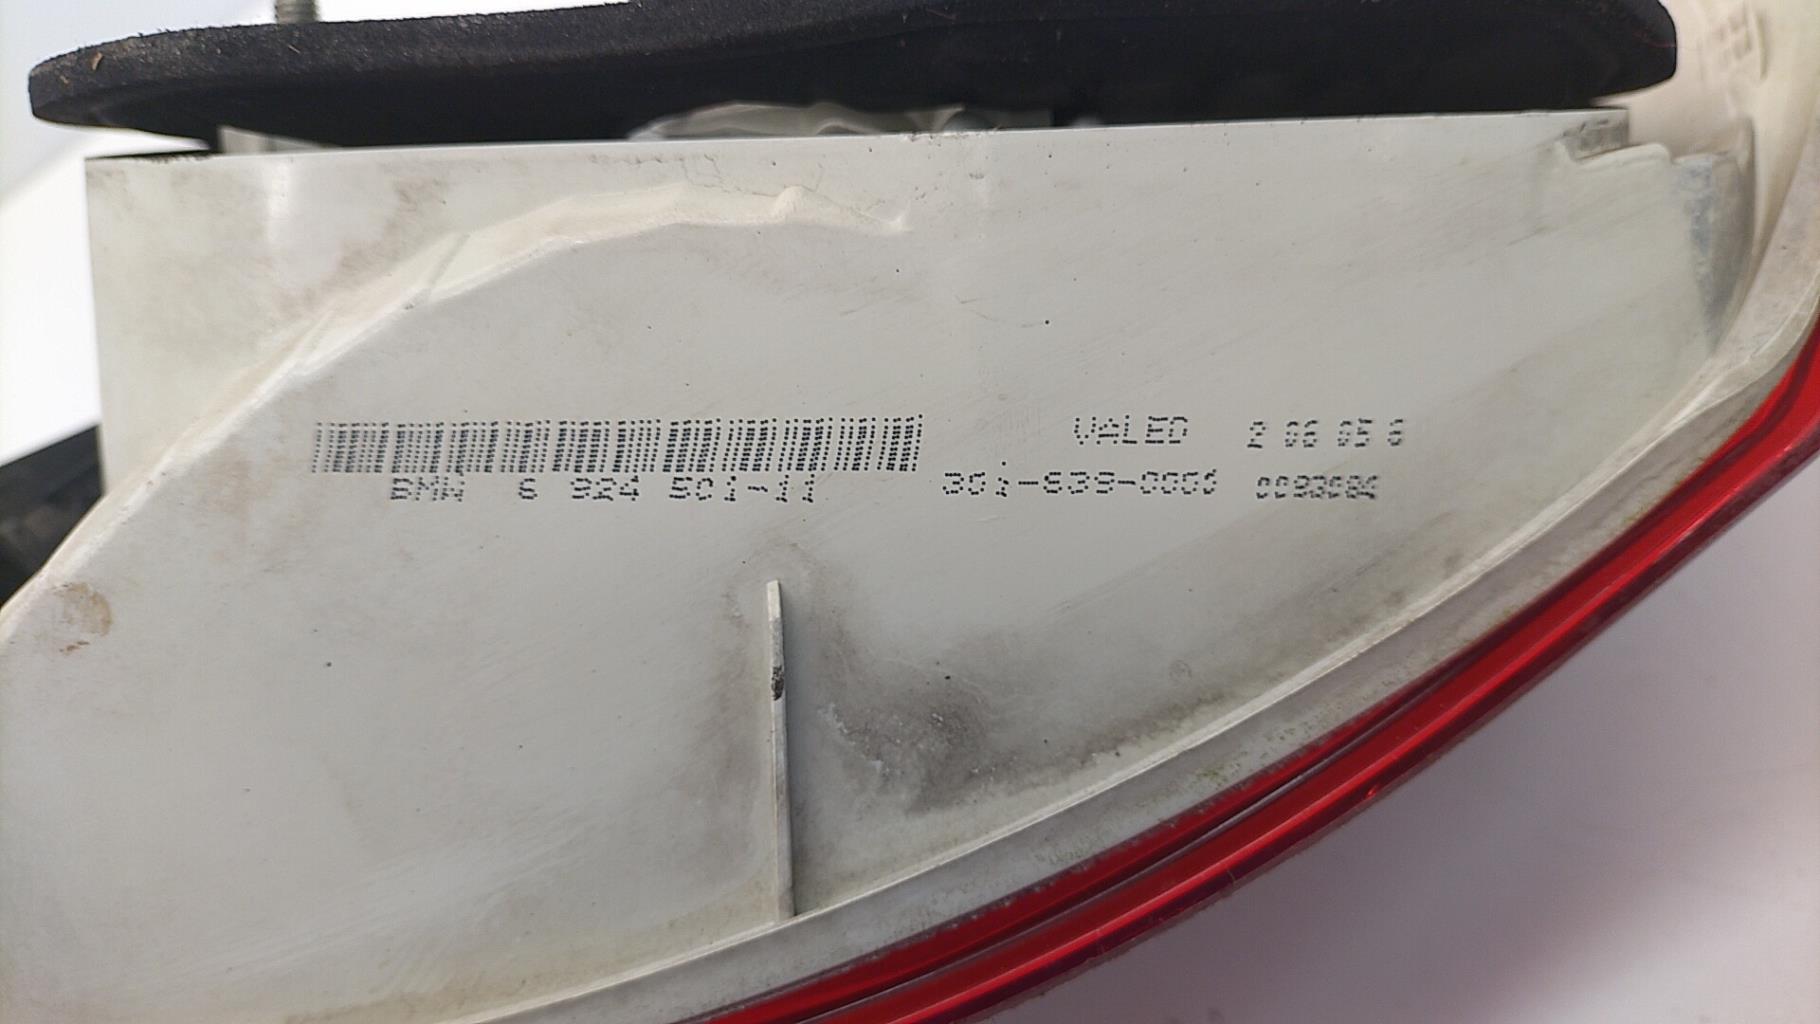 VALEO 2 06 05 6
BMW 6 924 501-11 301-639-0000 0093084